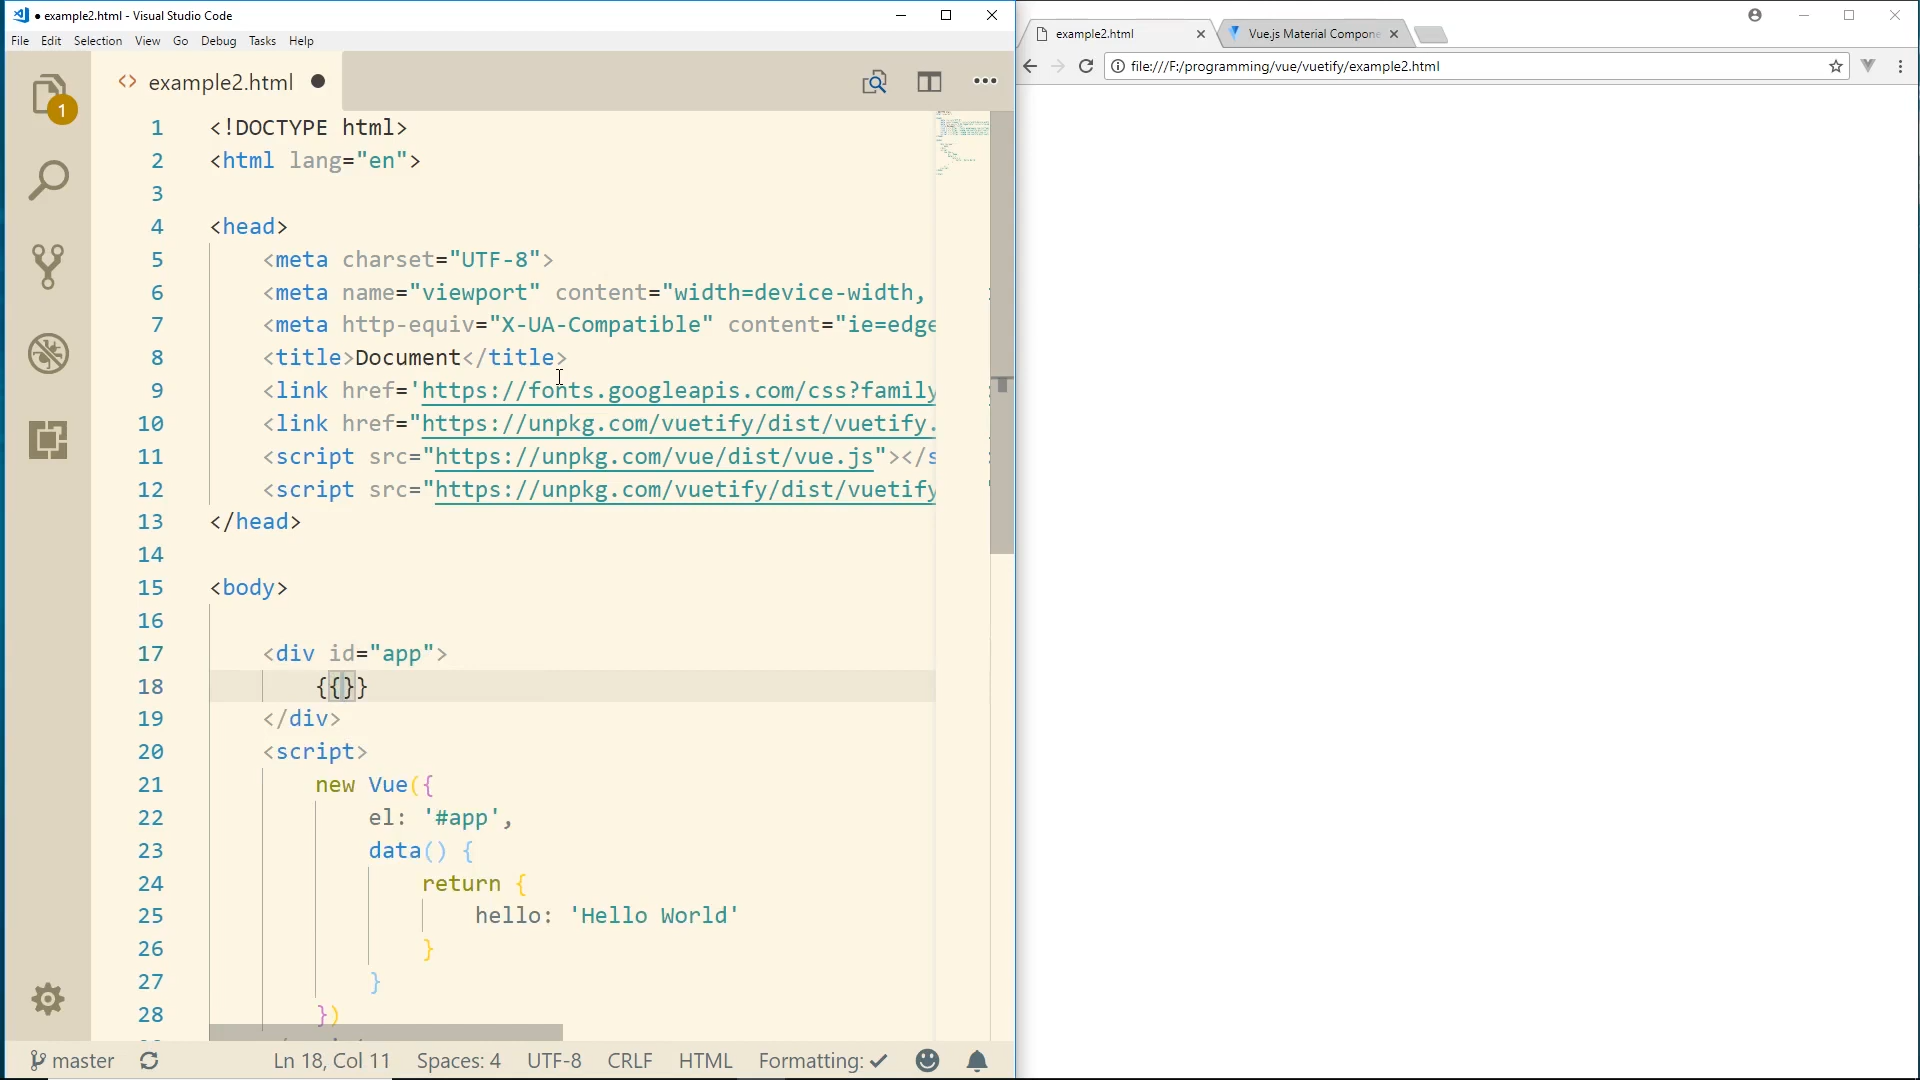 example2.html - Visual Studio Code
File Edit Selection View Go Debug Tasks Help
example2.html
1
1 <!DOCTYPE html>
2 <html lang="en">
3
4 <head>
5 <meta charset="UTF-8">
6 <meta name="viewport" content="width=device-width,
7 <meta http-equiv="X-UA-Compatible" content="ie=edge
8 <title>Document</title>
9 <link href='https://fonts.googleapis.com/css?family
10 <link href="https://unpkg.com/vuetify/dist/vuetify.
11 <script src="https://unpkg.com/vue/dist/vue.js"></s
12 <script src="https://unpkg.com/vuetify/dist/vuetify
13 </head>
14
15 <body>
16
17 <div id="app">
18 {{}}
19 </div>
20 <script>
21 new Vue({
22 el: '#app',
23 data() {
24 return {
25 hello: 'Hello World'
26 }
27 }
28 })
master Ln 18, Col 11 Spaces: 4 UTF-8 CRLF HTML Formatting: ✓
example2.html Vue.js Material Compone
file:///F:/programming/vue/vuetify/example2.html